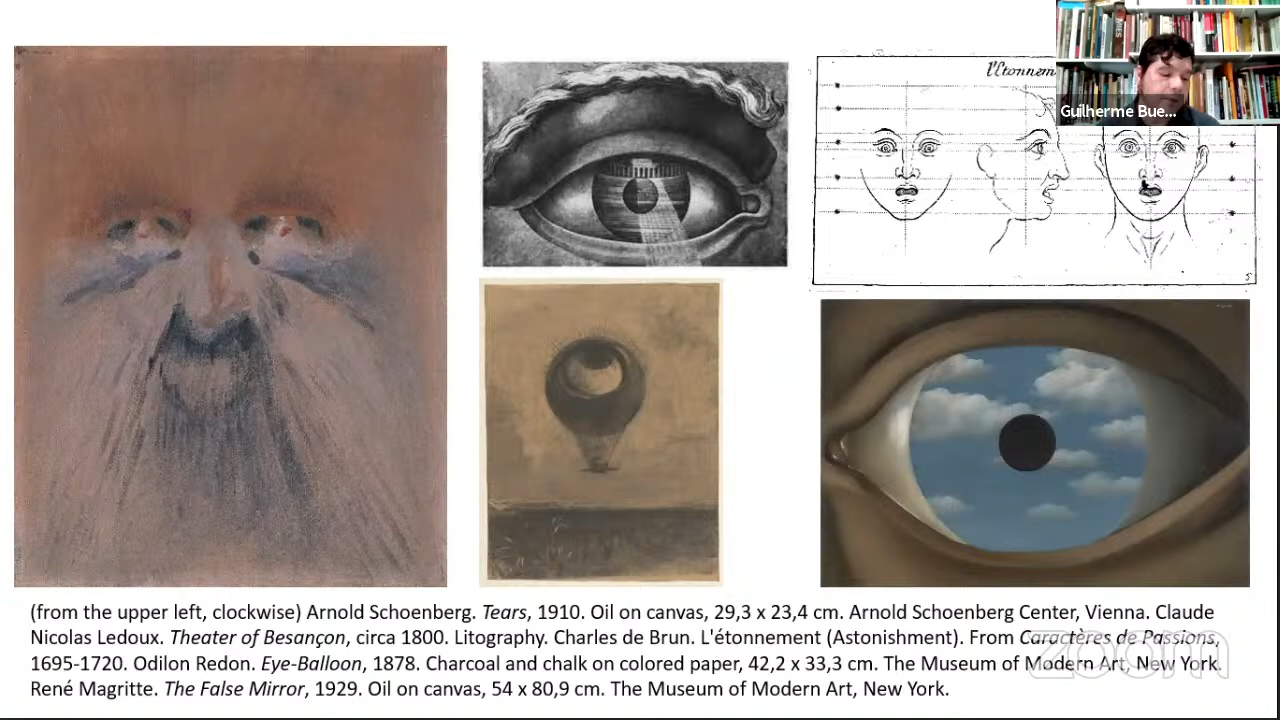 l'Etonnem
Guilherme Bue...
5
(from the upper left, clockwise) Arnold Schoenberg. Tears, 1910. Oil on canvas, 29,3 x 23,4 cm. Arnold Schoenberg Center, Vienna. Claude
Nicolas Ledoux. Theater of Besançon, circa 1800. Litography. Charles de Brun. L'étonnement (Astonishment). From Caractères de Passions,
1695-1720. Odilon Redon. Eye-Balloon, 1878. Charcoal and chalk on colored paper, 42,2 x 33,3 cm. The Museum of Modern Art, New York.
René Magritte. The False Mirror, 1929. Oil on canvas, 54 x 80,9 cm. The Museum of Modern Art, New York.
zoom